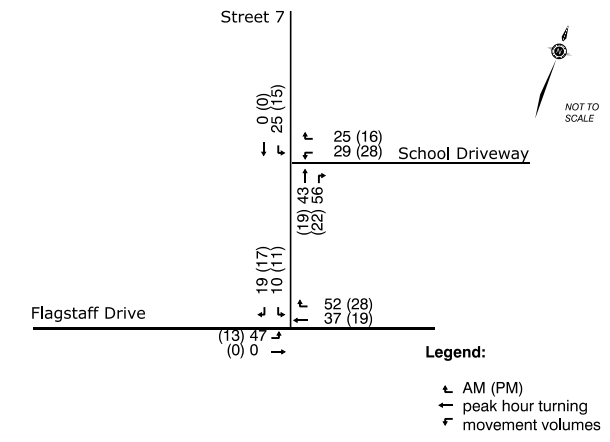 Street 7
0 (0)
25 (15)
NOT TO
SCALE
25 (16)
29 (28)
School Driveway
(19) 43
(22) 56
19 (17)
10 (11)
52 (28)
37 (19)
Flagstaff Drive
(13) 47
(0) 0
Legend:
AM (PM)
peak hour turning
movement volumes